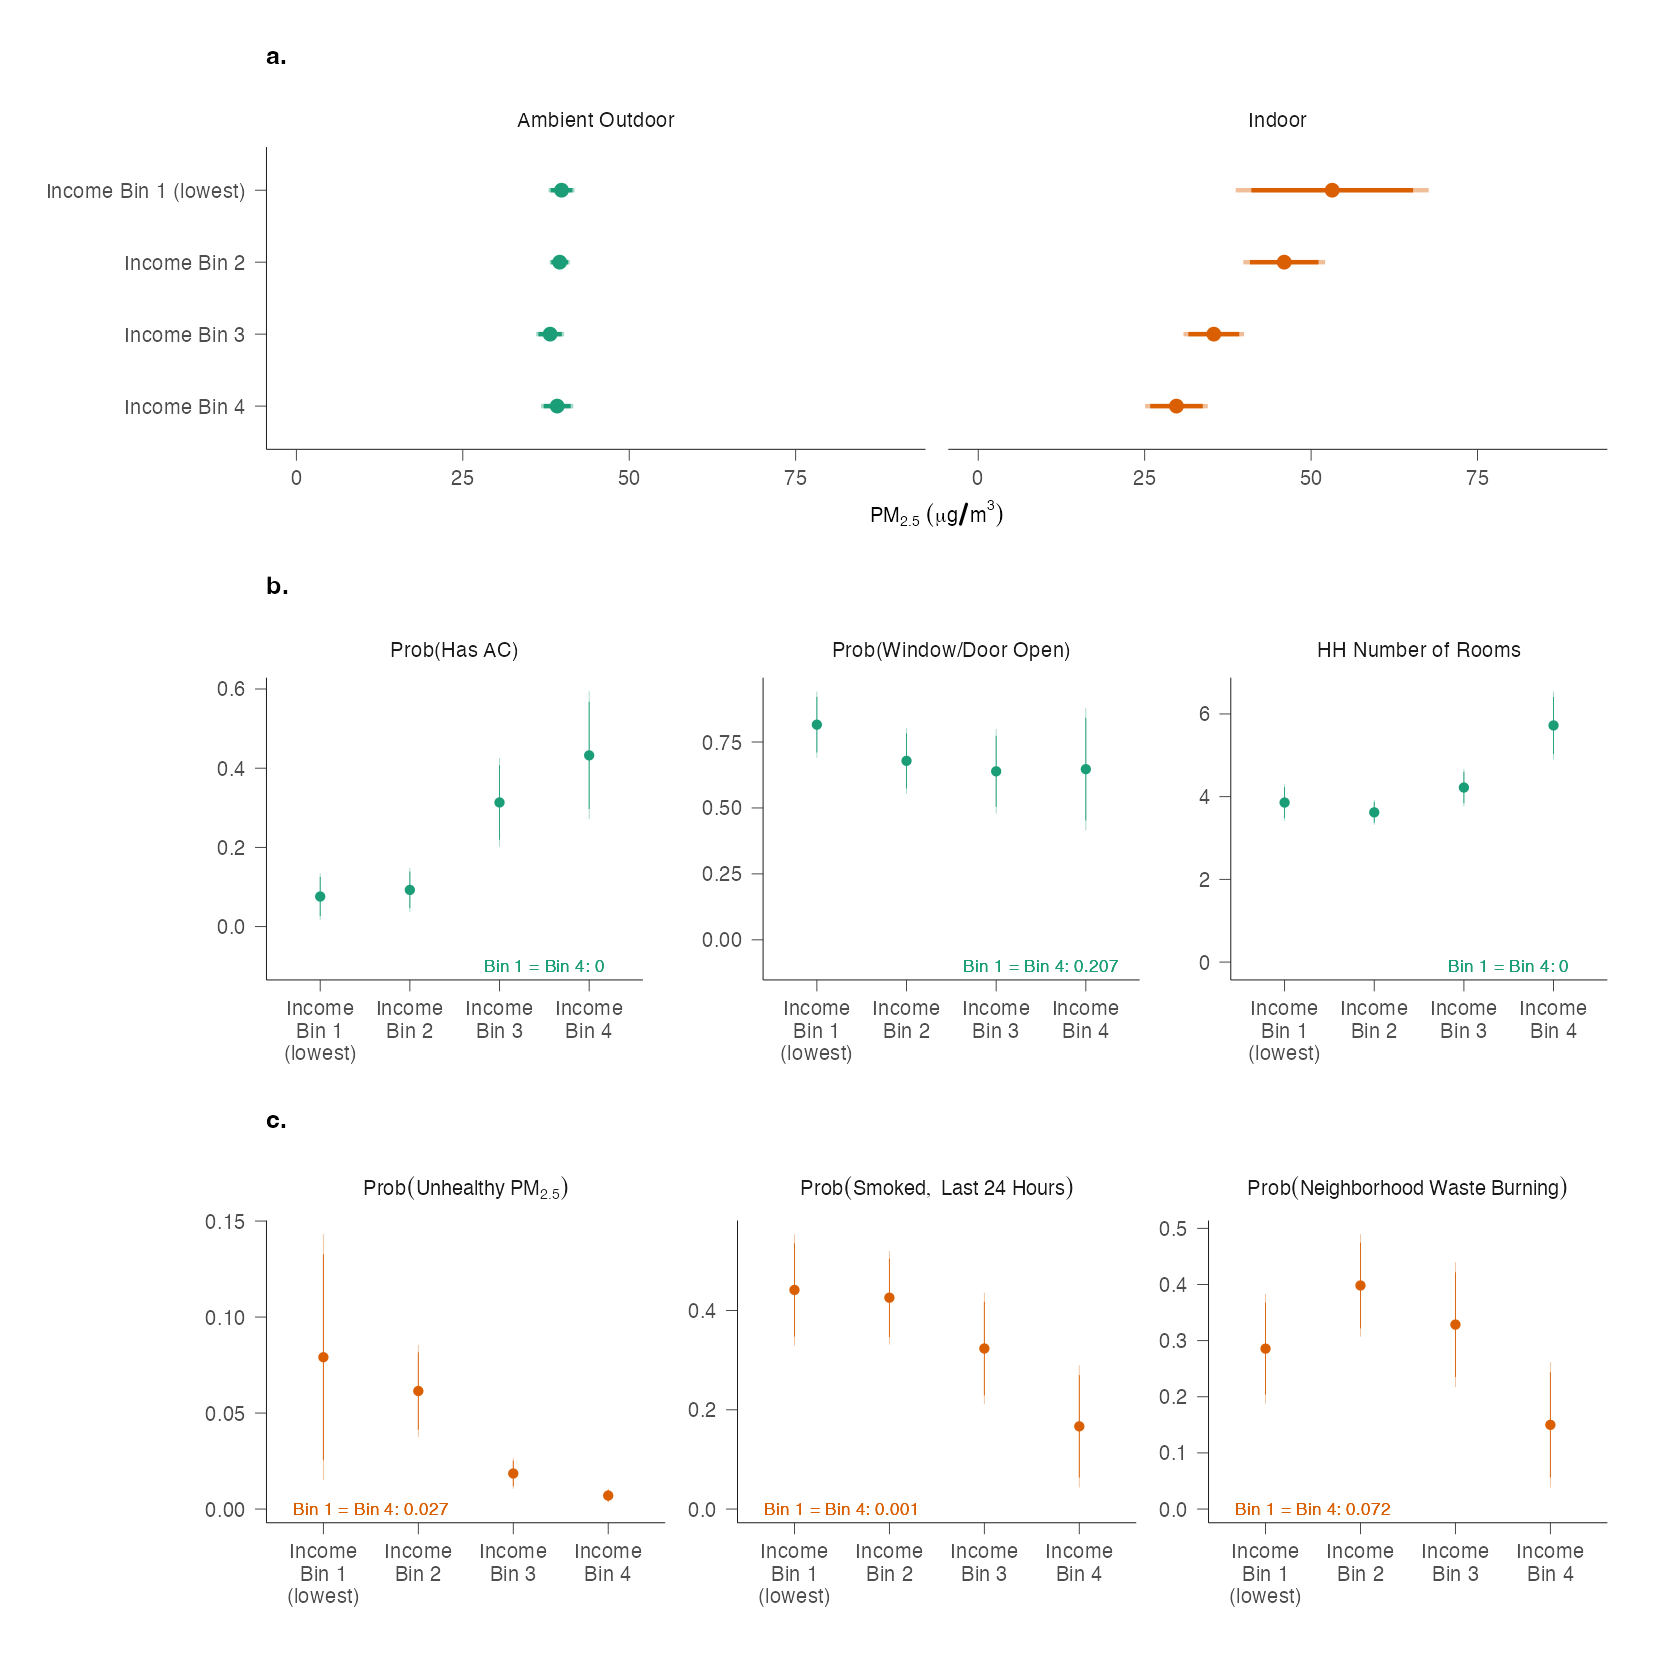 a.
Ambient Outdoor
Indoor
Income Bin 1 (lowest)
Income Bin 2
Income Bin 3
Income Bin 4
0 25 50 75
0 25 50 75
PM2.5 (μg/m³)
b.
Prob(Has AC)
0.6
0.4
0.2
0.0
Bin 1 = Bin 4: 0
Income Bin 1 (lowest)
Income Bin 2
Income Bin 3
Income Bin 4
Prob(Window/Door Open)
0.75
0.50
0.25
0.00
Bin 1 = Bin 4: 0.207
Income Bin 1 (lowest)
Income Bin 2
Income Bin 3
Income Bin 4
HH Number of Rooms
6
4
2
0
Bin 1 = Bin 4: 0
Income Bin 1 (lowest)
Income Bin 2
Income Bin 3
Income Bin 4
c.
Prob(Unhealthy PM2.5)
0.15
0.10
0.05
0.00
Bin 1 = Bin 4: 0.027
Income Bin 1 (lowest)
Income Bin 2
Income Bin 3
Income Bin 4
Prob(Smoked, Last 24 Hours)
0.4
0.2
0.0
Bin 1 = Bin 4: 0.001
Income Bin 1 (lowest)
Income Bin 2
Income Bin 3
Income Bin 4
Prob(Neighborhood Waste Burning)
0.5
0.4
0.3
0.2
0.1
0.0
Bin 1 = Bin 4: 0.072
Income Bin 1 (lowest)
Income Bin 2
Income Bin 3
Income Bin 4